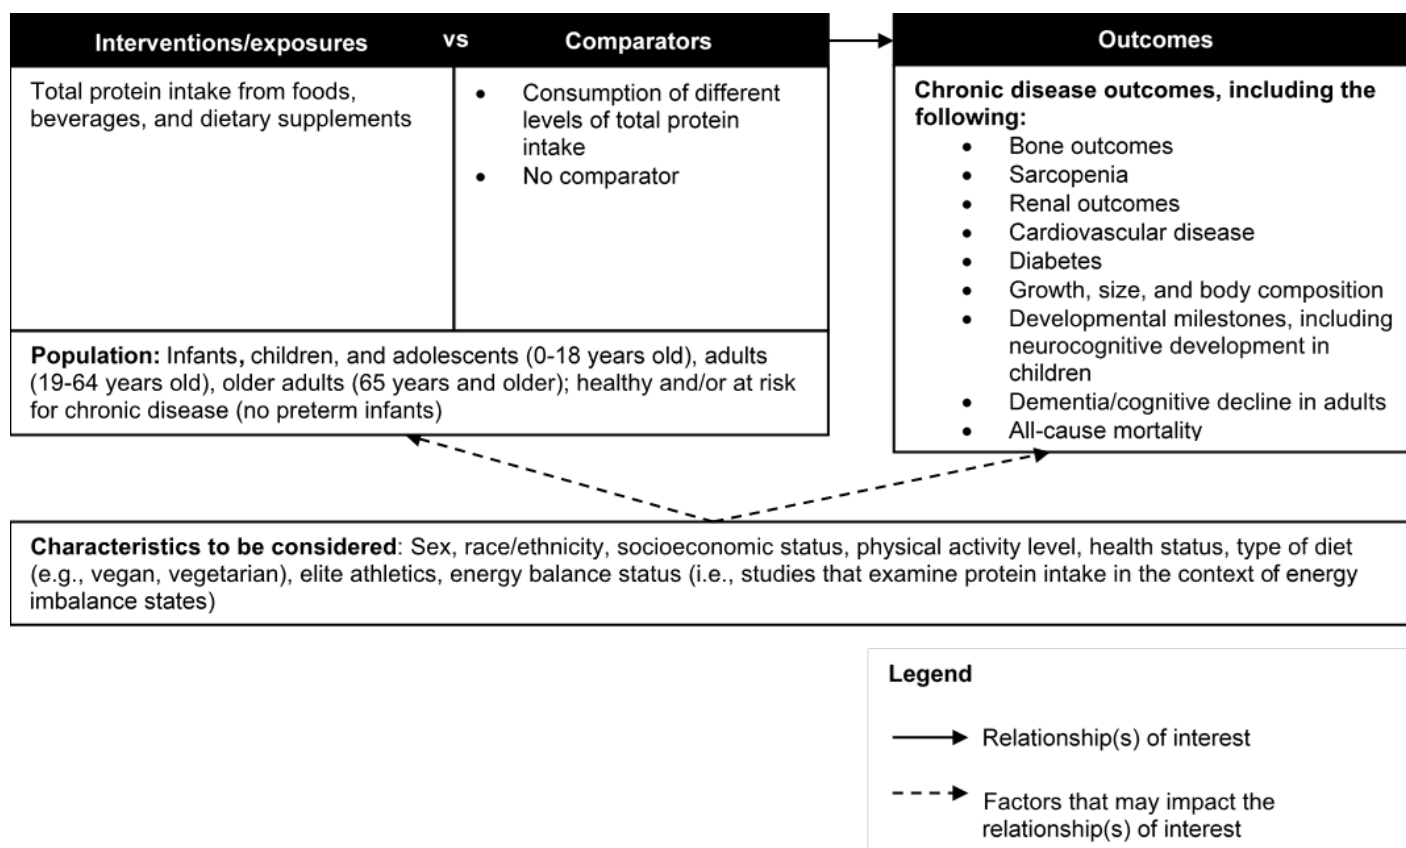 Interventions/exposures vs Comparators
Total protein intake from foods,
beverages, and dietary supplements
• Consumption of different
levels of total protein
intake
• No comparator
Population: Infants, children, and adolescents (0-18 years old), adults
(19-64 years old), older adults (65 years and older); healthy and/or at risk
for chronic disease (no preterm infants)
Outcomes
Chronic disease outcomes, including the
following:
• Bone outcomes
• Sarcopenia
• Renal outcomes
• Cardiovascular disease
• Diabetes
• Growth, size, and body composition
• Developmental milestones, including
neurocognitive development in
children
• Dementia/cognitive decline in adults
• All-cause mortality
Characteristics to be considered: Sex, race/ethnicity, socioeconomic status, physical activity level, health status, type of diet
(e.g., vegan, vegetarian), elite athletics, energy balance status (i.e., studies that examine protein intake in the context of energy
imbalance states)
Legend
Relationship(s) of interest
Factors that may impact the
relationship(s) of interest